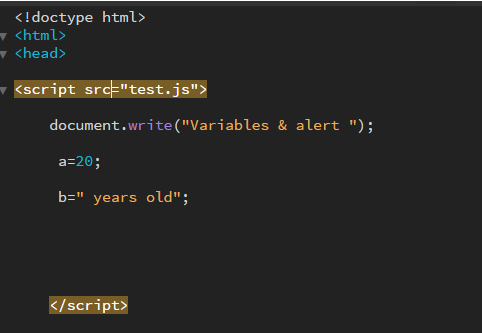 <!doctype html>
<html>
<head>
<script src="test.js">
document.write("Variables & alert ");
a=20;
b=" years old";
</script>